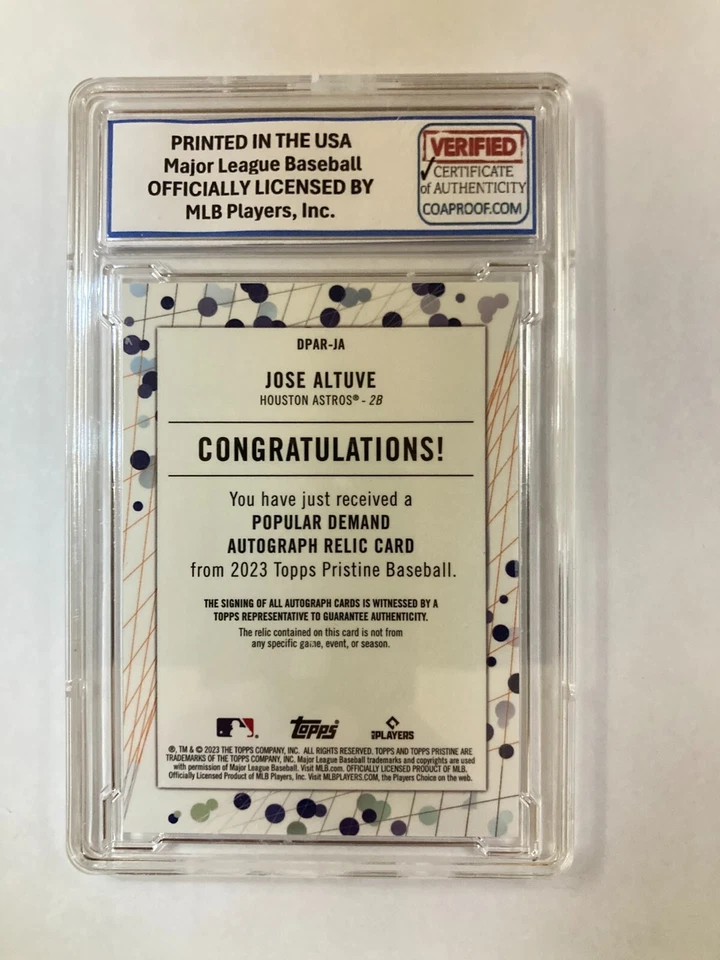 PRINTED IN THE USA
Major League Baseball
OFFICIALLY LICENSED BY
MLB Players, Inc.
VERIFIED
CERTIFICATE
of AUTHENTICITY
COAPROOF.COM
DPAR-JA
JOSE ALTUVE
HOUSTON ASTROS® - 2B
CONGRATULATIONS!
You have just received a
POPULAR DEMAND
AUTOGRAPH RELIC CARD
from 2023 Topps Pristine Baseball.
THE SIGNING OF ALL AUTOGRAPH CARDS IS WITNESSED BY A
TOPPS REPRESENTATIVE TO GUARANTEE AUTHENTICITY.
The relic contained on this card is not from
any specific game, event, or season.
topps
PLAYERS
®, TM & © 2023 THE TOPPS COMPANY, INC. ALL RIGHTS RESERVED. TOPPS AND TOPPS PRISTINE ARE
TRADEMARKS OF THE TOPPS COMPANY, INC. Major League Baseball trademarks and copyrights are used
with permission of Major League Baseball. Visit MLB.com. OFFICIALLY LICENSED PRODUCT OF MLB.
Officially Licensed Product of MLB Players, Inc. Visit MLBPLAYERS.COM, the Players Choice on the web.